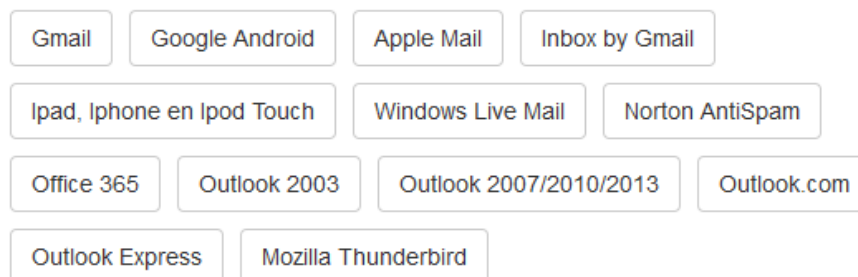 Gmail Google Android Apple Mail Inbox by Gmail
Ipad, Iphone en Ipod Touch Windows Live Mail Norton AntiSpam
Office 365 Outlook 2003 Outlook 2007/2010/2013 Outlook.com
Outlook Express Mozilla Thunderbird